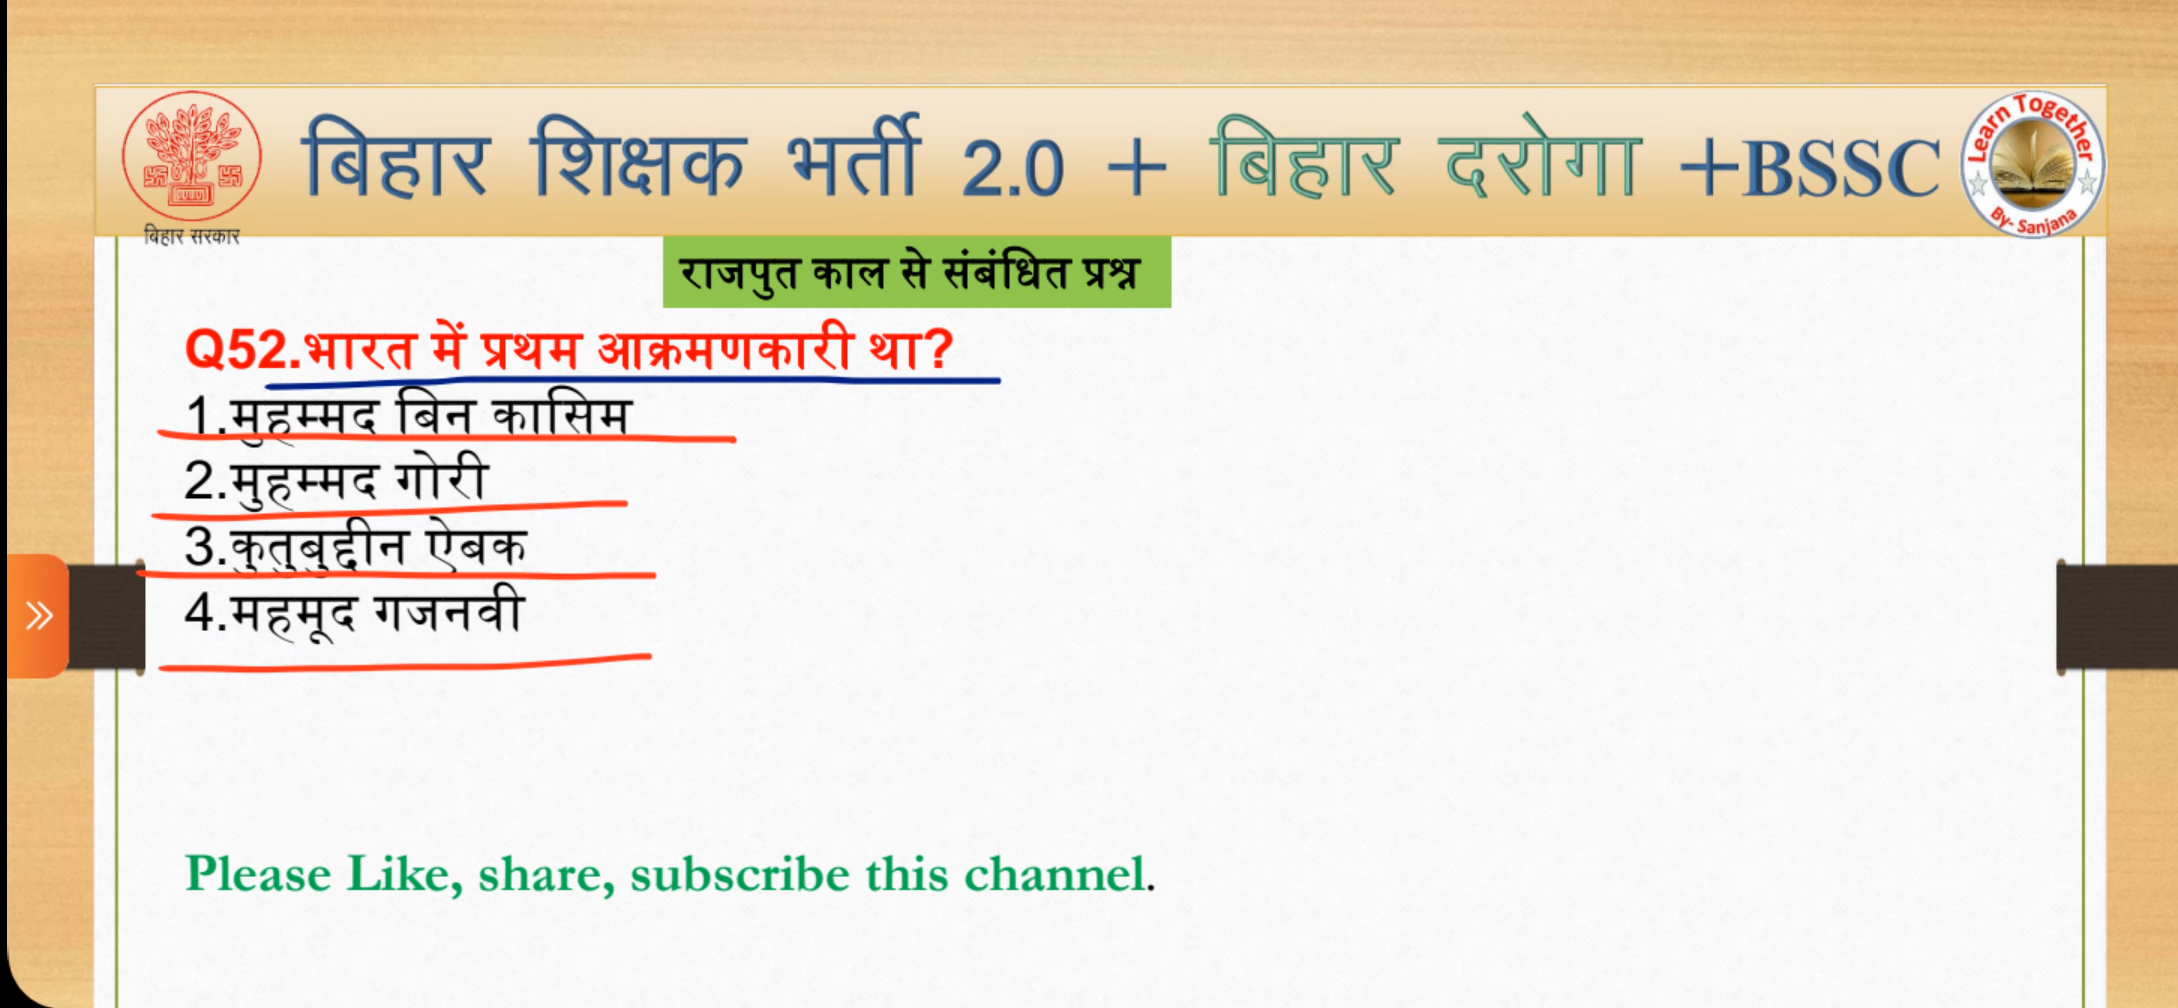 बिहार शिक्षक भर्ती 2.0 + बिहार दरोगा +BSSC
Learn Together
By- Sanjana
बिहार सरकार
राजपुत काल से संबंधित प्रश्न
Q52.भारत में प्रथम आक्रमणकारी था?
1.मुहम्मद बिन कासिम
2.मुहम्मद गोरी
3.कुतुबुद्दीन ऐबक
4.महमूद गजनवी
Please Like, share, subscribe this channel.